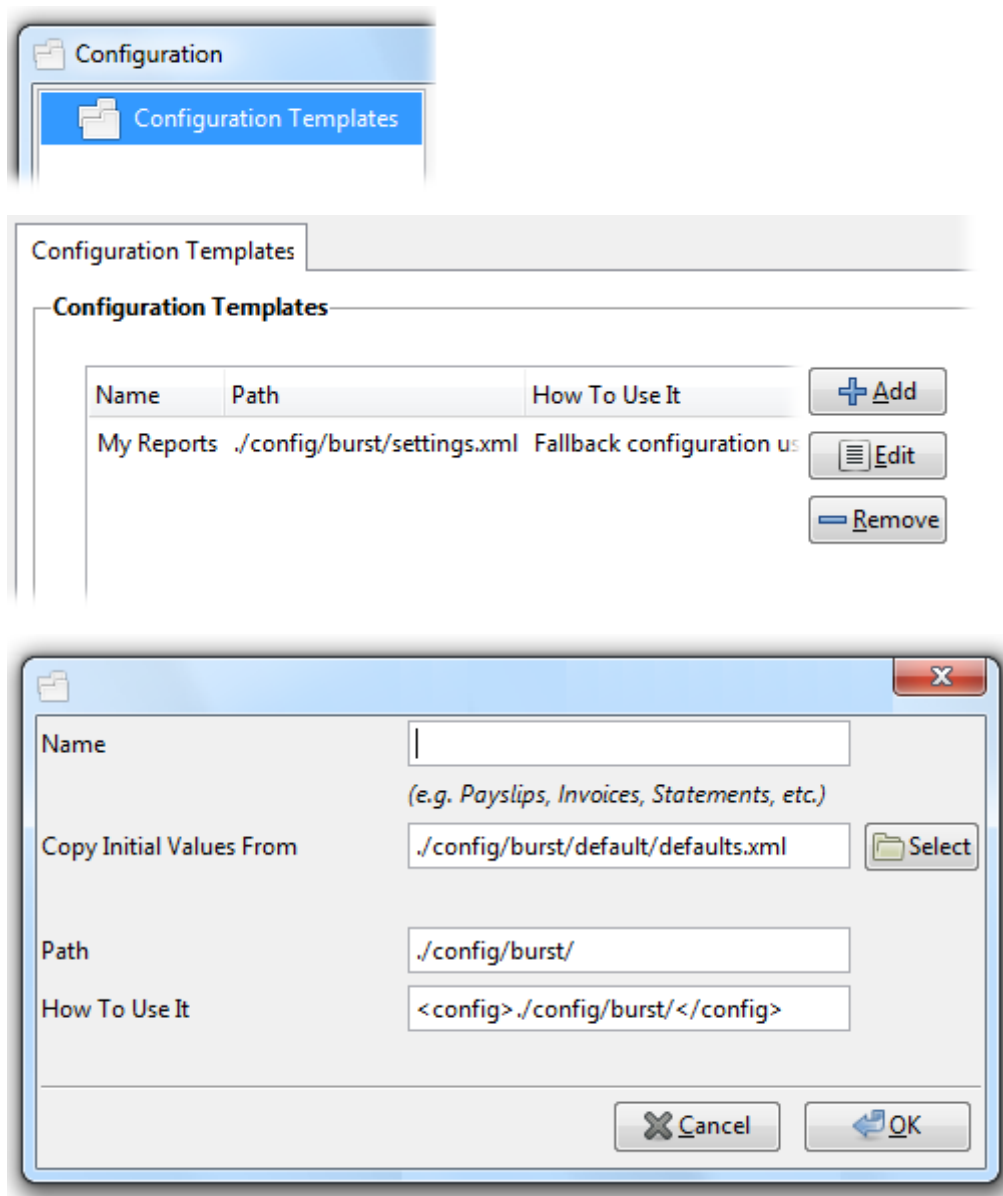 Configuration
Configuration Templates
Configuration Templates
Configuration Templates
Name Path How To Use It
Add
My Reports ./config/burst/settings.xml Fallback configuration
Edit
Remove
Name
(e.g. Payslips, Invoices, Statements, etc.)
Copy Initial Values From ./config/burst/default/defaults.xml Select
Path ./config/burst/
How To Use It <config>./config/burst/</config>
Cancel OK